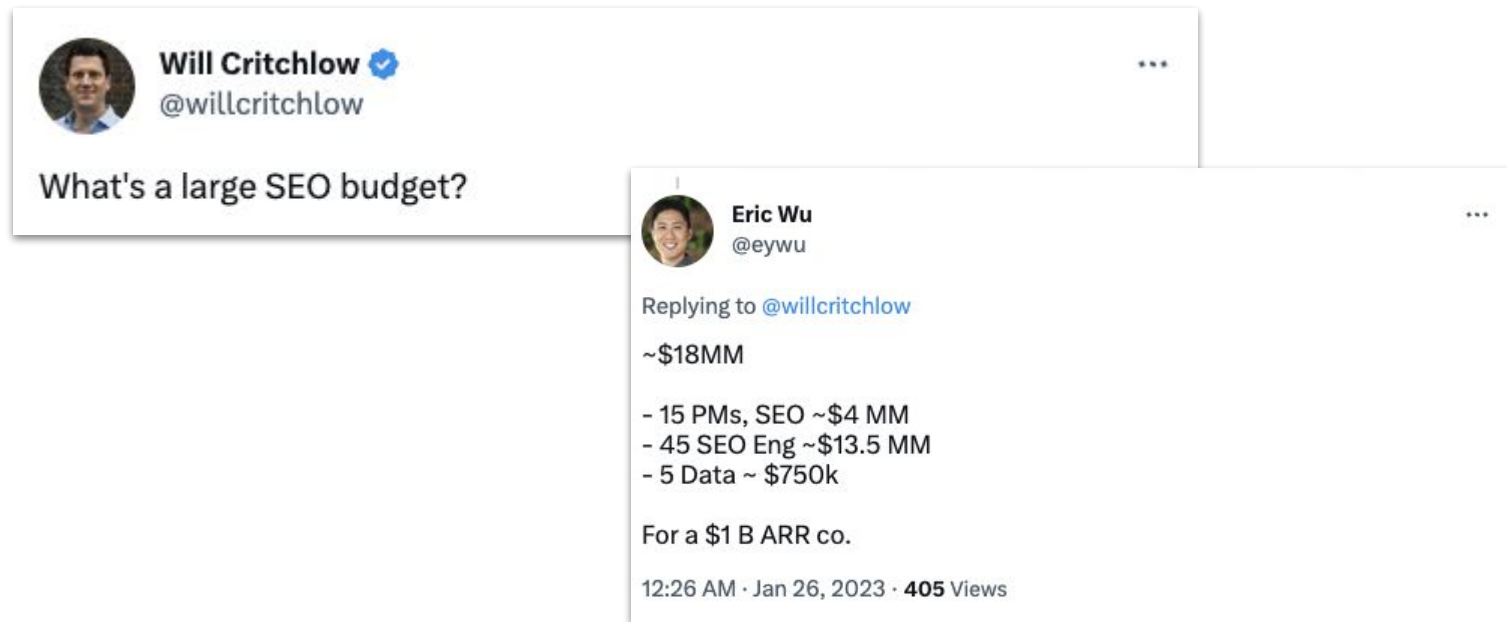 Will Critchlow
@willcritchlow
What's a large SEO budget?
Eric Wu
@eywu
Replying to @willcritchlow
~$18MM
- 15 PMs, SEO ~$4 MM
- 45 SEO Eng ~$13.5 MM
- 5 Data ~ $750k
For a $1 B ARR co.
12:26 AM · Jan 26, 2023 · 405 Views